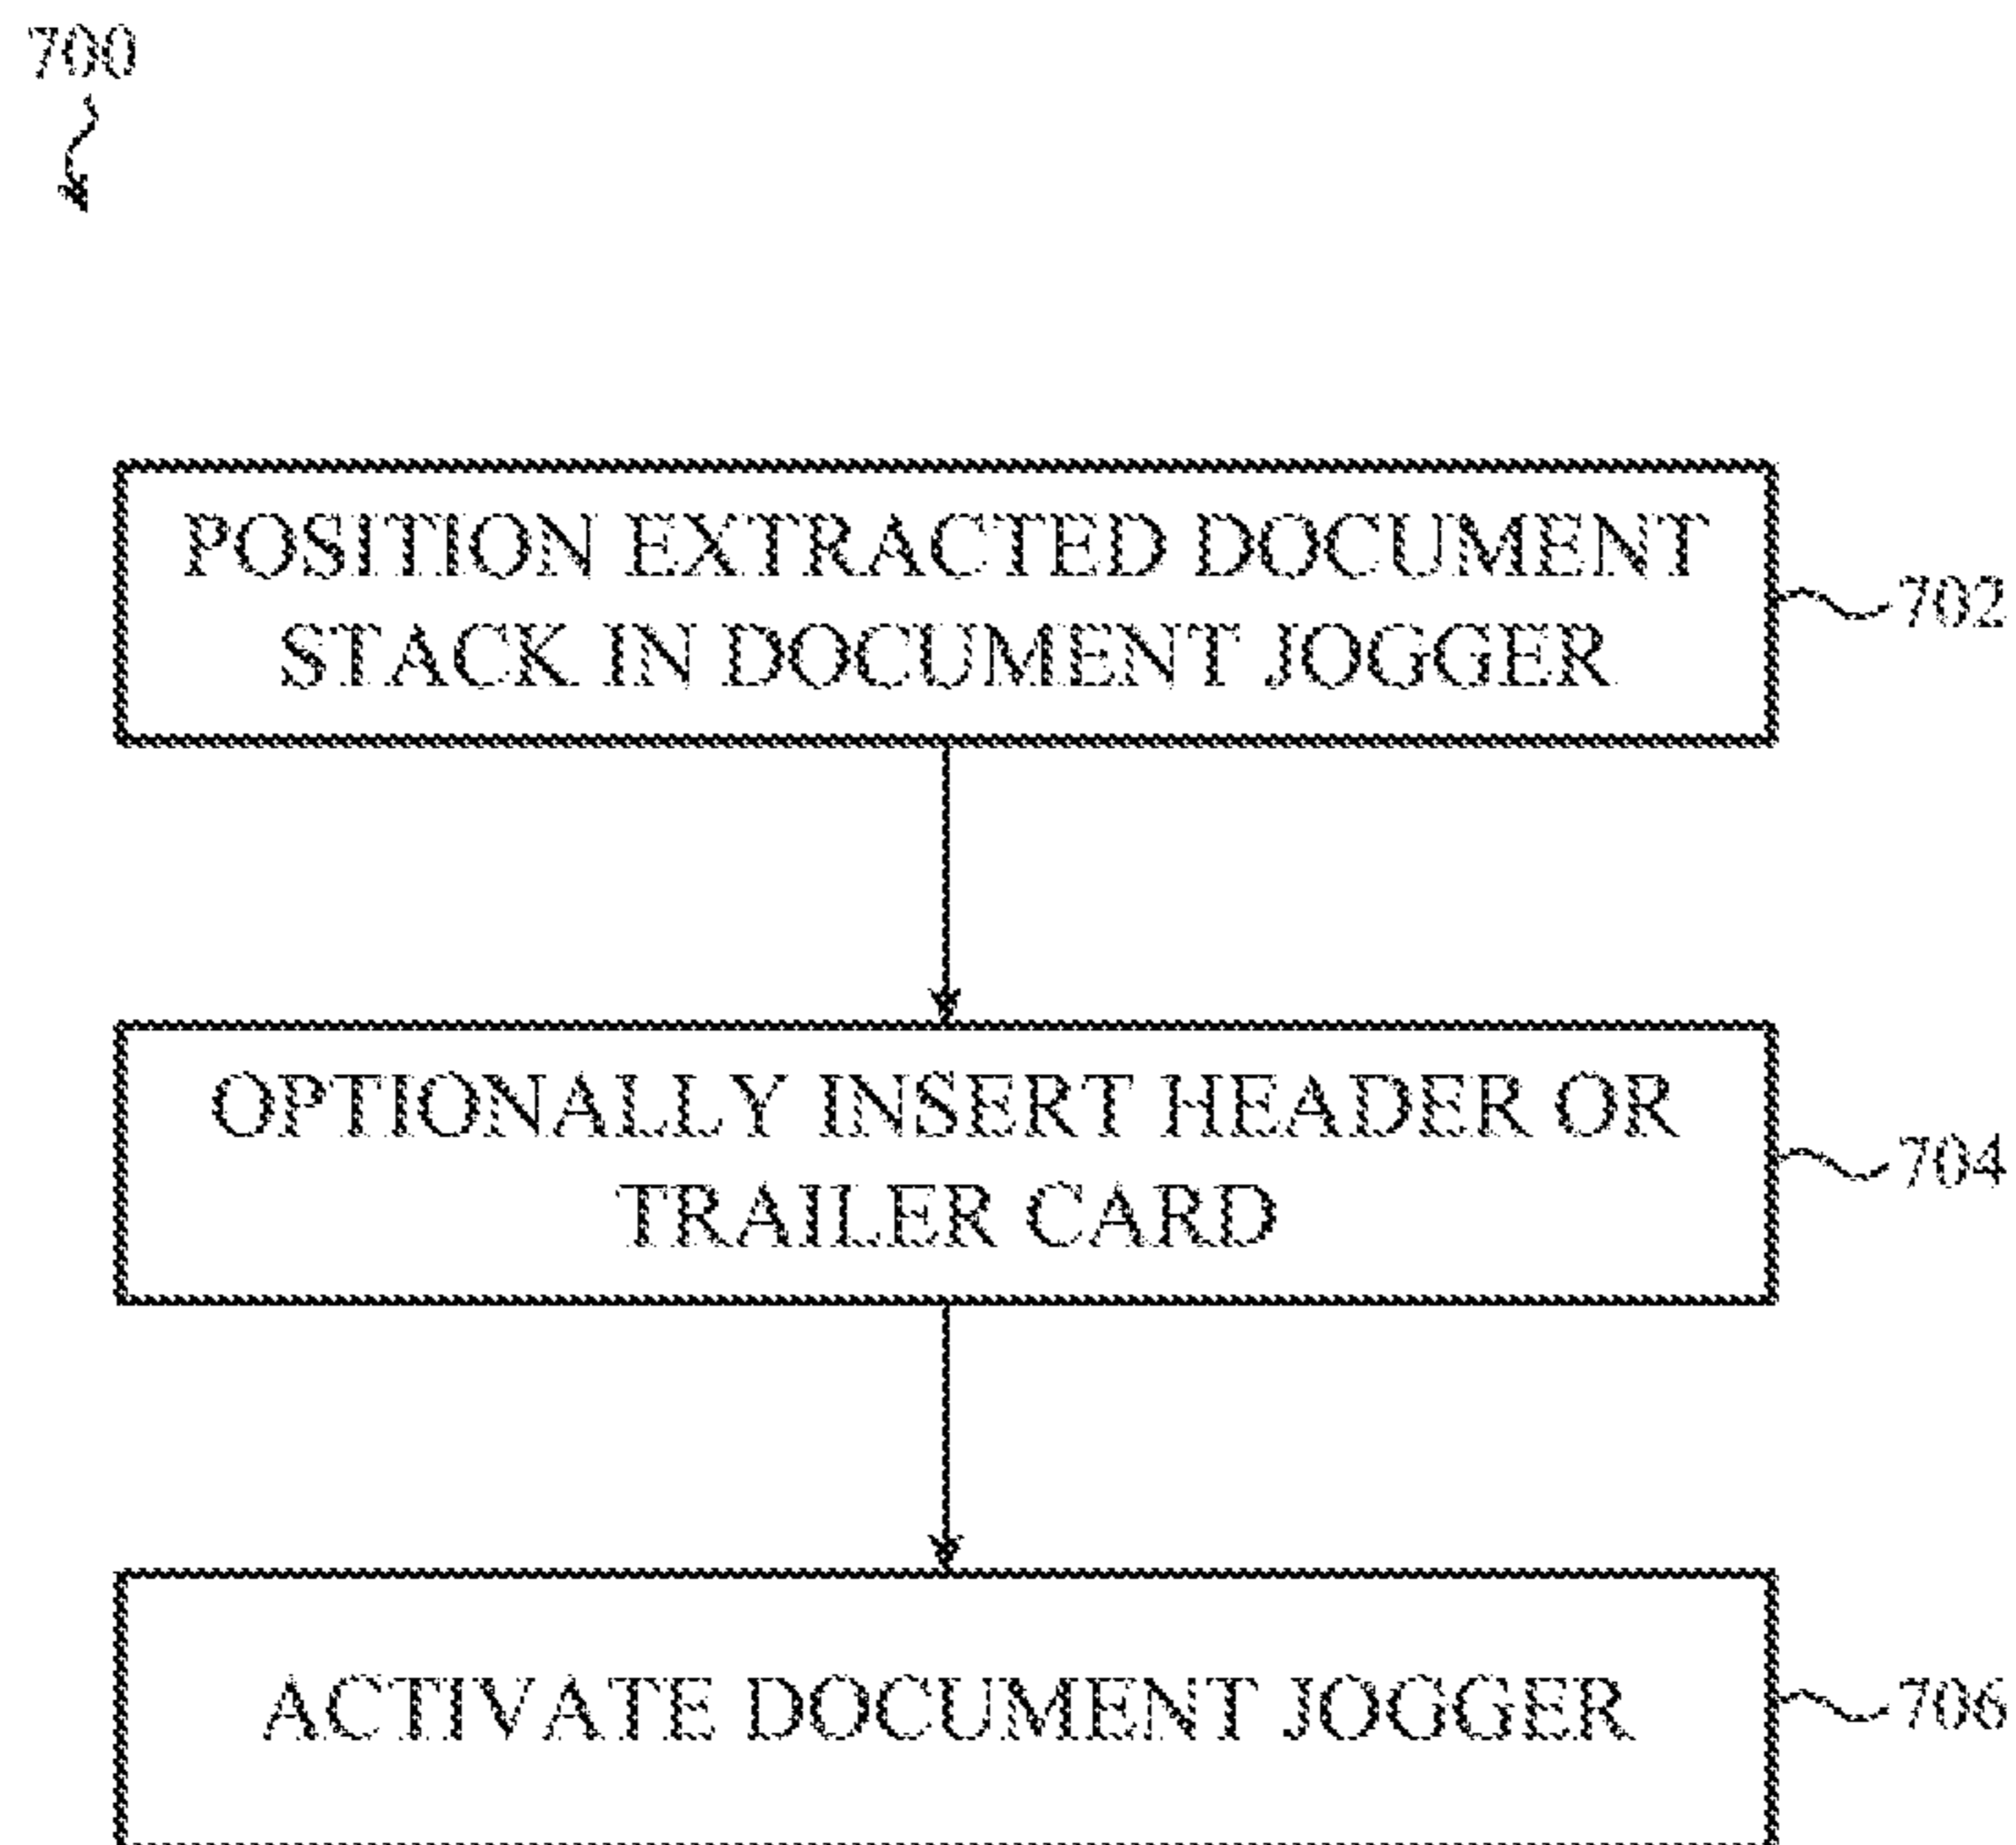 700
POSITION EXTRACTED DOCUMENT
STACK IN DOCUMENT JOGGER
702
OPTIONALLY INSERT HEADER OR
TRAILER CARD
704
ACTIVATE DOCUMENT JOGGER
706